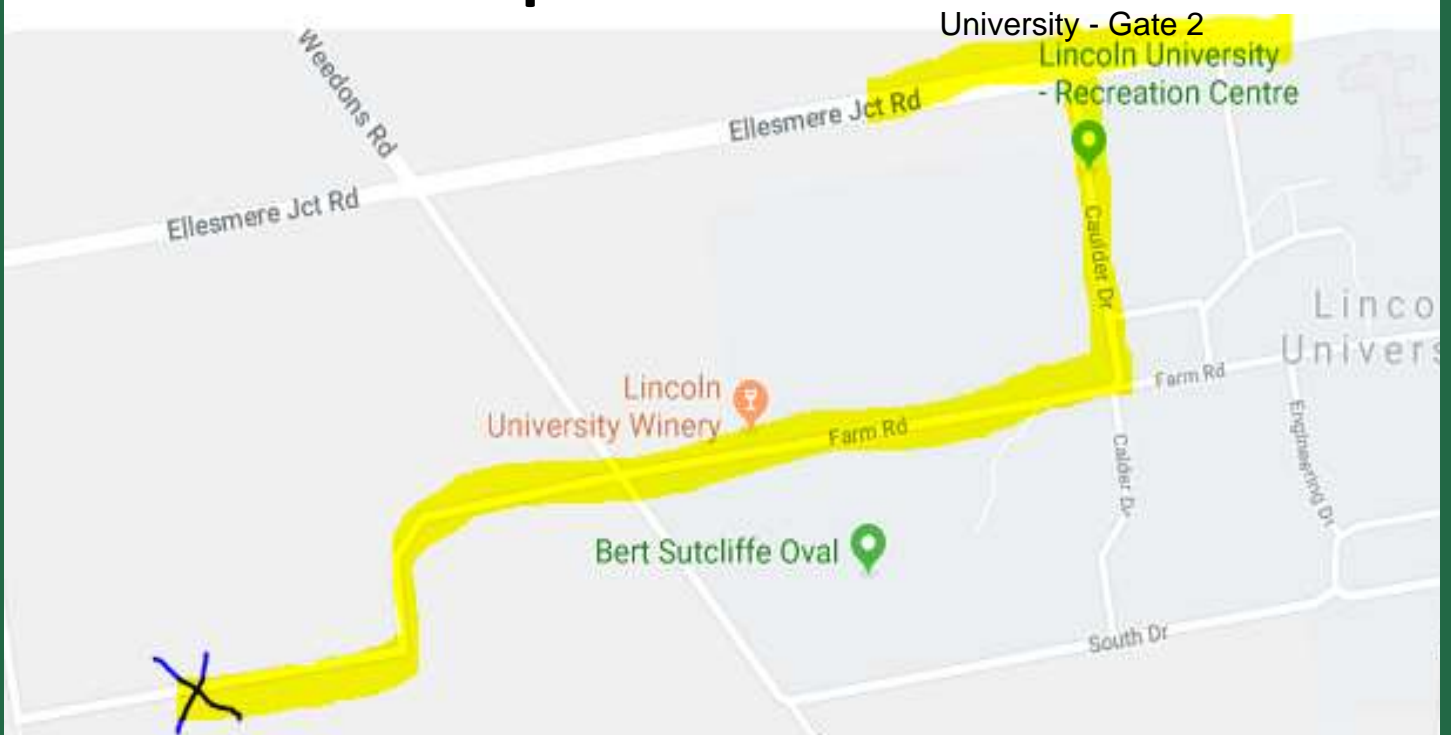 University - Gate 2
Lincoln University
- Recreation Centre
Weedons Rd
Ellesmere Jct Rd
Ellesmere Jct Rd
Caulder Dr
Linco
Univers
Farm Rd
Lincoln
University Winery
Farm Rd
Calder Dr
Engineering Dr
Bert Sutcliffe Oval
South Dr